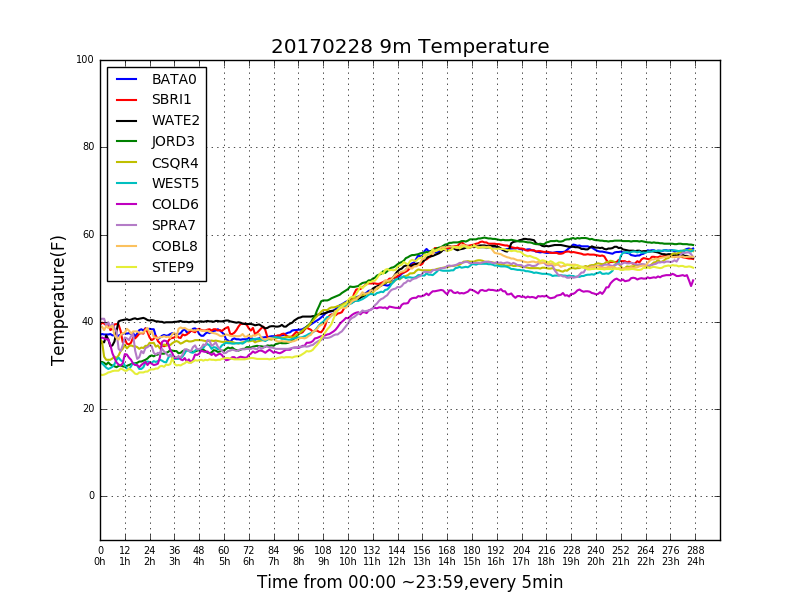 20170228 9m Temperature
Temperature(F)
100
80
60
40
20
0
BATA0
SBRI1
WATE2
JORD3
CSQR4
WEST5
COLD6
SPRA7
COBL8
STEP9
0 12 24 36 48 60 72 84 96 108 120 132 144 156 168 180 192 204 216 228 240 252 264 276 288
0h 1h 2h 3h 4h 5h 6h 7h 8h 9h 10h 11h 12h 13h 14h 15h 16h 17h 18h 19h 20h 21h 22h 23h 24h
Time from 00:00 ~23:59,every 5min